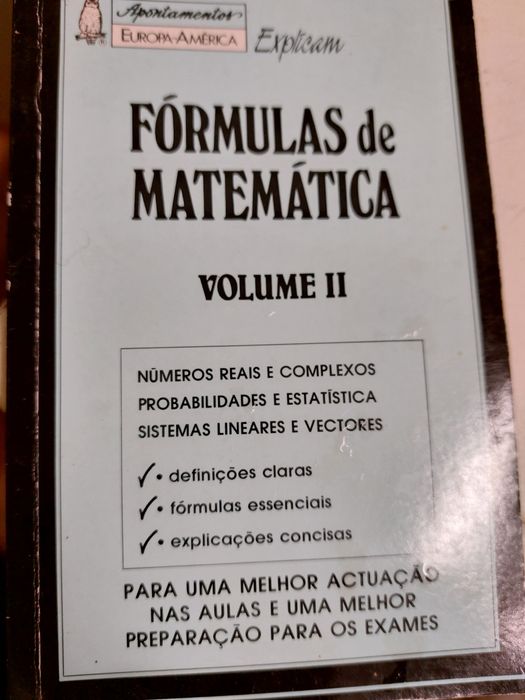 Apontamentos
EUROPA-AMÉRICA
Explicam
FÓRMULAS de
MATEMÁTICA
VOLUME II
NÚMEROS REAIS E COMPLEXOS
PROBABILIDADES E ESTATÍSTICA
SISTEMAS LINEARES E VECTORES
✓• definições claras
✓• fórmulas essenciais
✓• explicações concisas
PARA UMA MELHOR ACTUAÇÃO
NAS AULAS E UMA MELHOR
PREPARAÇÃO PARA OS EXAMES